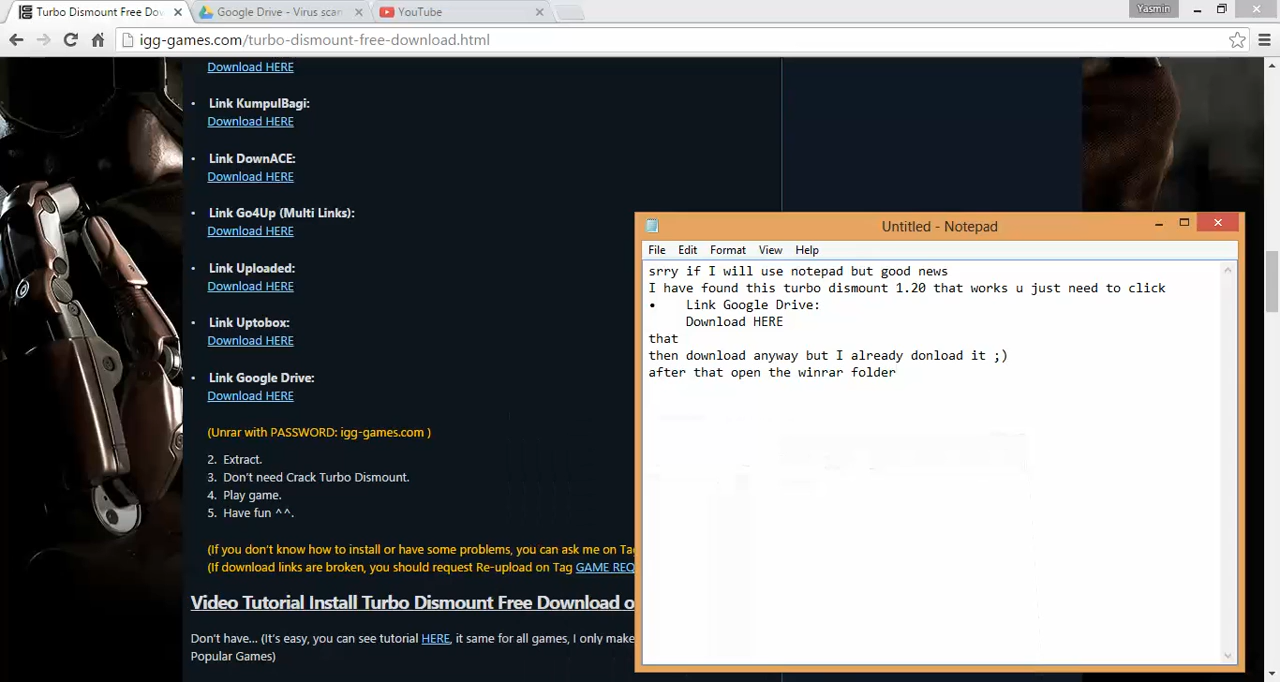 Turbo Dismount Free Dow
Google Drive - Virus scan
YouTube
Yasmin
igg-games.com/turbo-dismount-free-download.html
Download HERE
• Link KumpulBagi:
Download HERE
• Link DownACE:
Download HERE
• Link Go4Up (Multi Links):
Download HERE
• Link Uploaded:
Download HERE
• Link Uptobox:
Download HERE
• Link Google Drive:
Download HERE
(Unrar with PASSWORD: igg-games.com )
2. Extract.
3. Don't need Crack Turbo Dismount.
4. Play game.
5. Have fun ^^.
(If you don't know how to install or have some problems, you can ask me on Tag
(If download links are broken, you should request Re-upload on Tag GAME REQ
Video Tutorial Install Turbo Dismount Free Download o
Don't have... (It's easy, you can see tutorial HERE, it same for all games, I only make
Popular Games)
Untitled - Notepad
File Edit Format View Help
srry if I will use notepad but good news
I have found this turbo dismount 1.20 that works u just need to click
• Link Google Drive:
Download HERE
that
then download anyway but I already donload it ;)
after that open the winrar folder